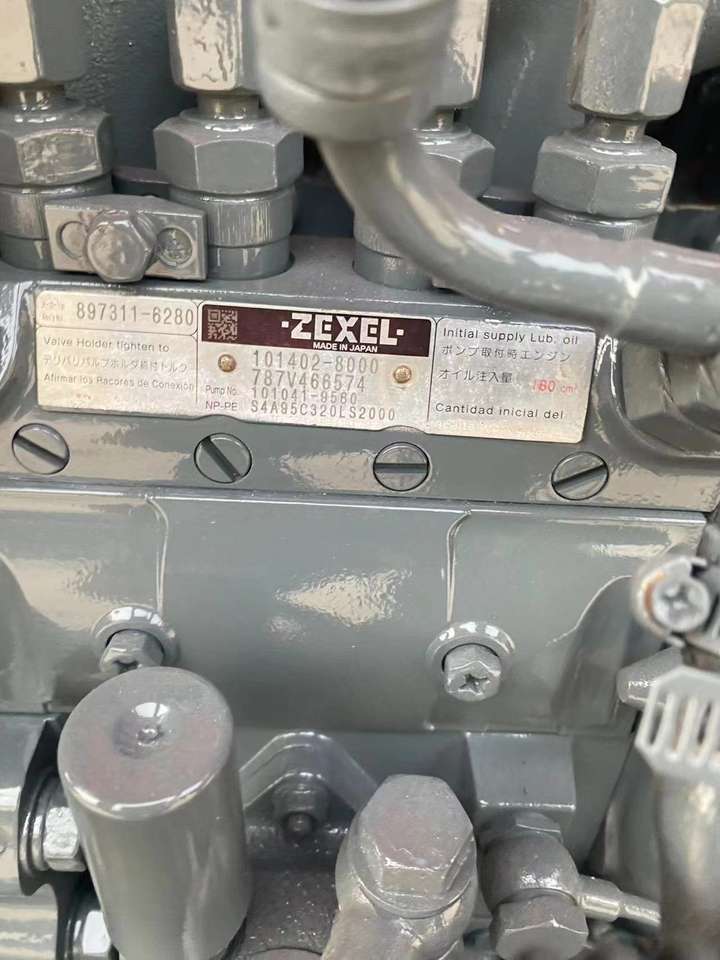 897311-6280
Valve Holder tighten to
デリバリバルブホルダ締付トルク
Afirmar los Racores de Conexión
·ZEXEL·
MADE IN JAPAN
101402-8000
787V466574
Pump No. 101041-9560
NP-PE S4A95C320LS2000
Initial supply Lub. oil
ポンプ取付時エンジン
オイル注入量 160 cm³
Cantidad inicial del